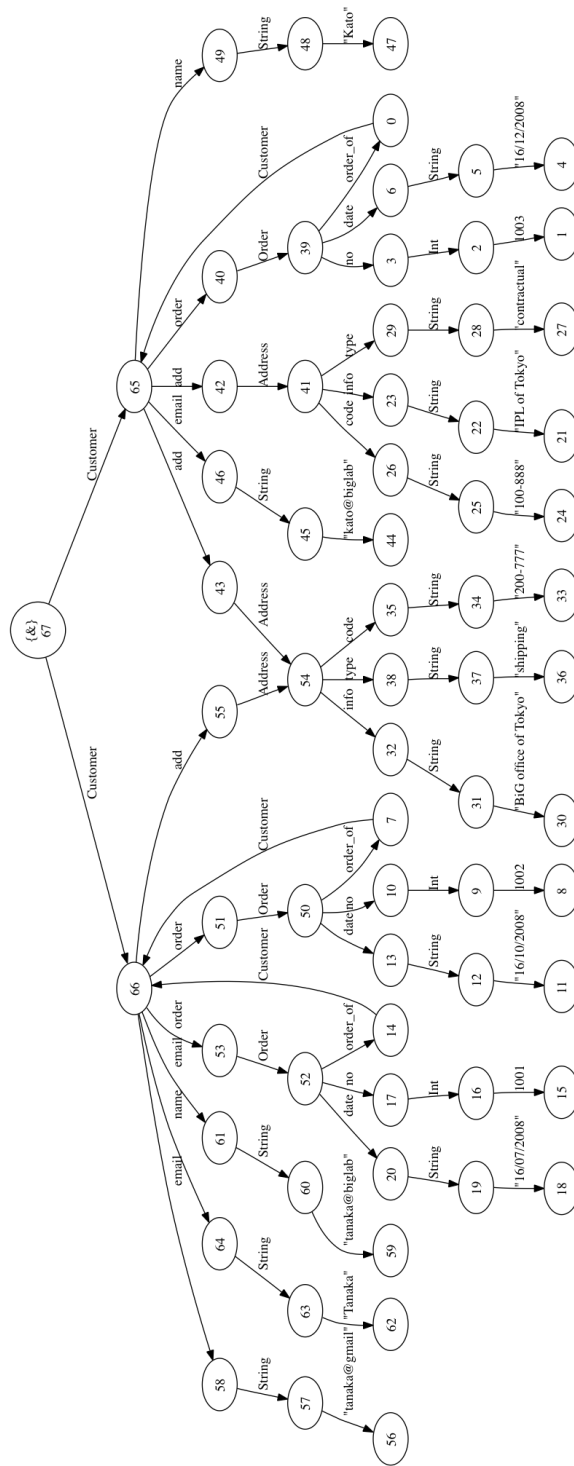 {&}
67
Customer
Customer
66
65
email
name
email
order
order
add
add
email
add
order
name
58
64
61
53
51
55
43
46
42
40
49
String
String
String
Order
Order
Customer
Customer
Address
Address
String
Address
Order
Customer
String
57
63
60
52
50
54
45
41
39
48
"tanaka@gmail"
"Tanaka"
"tanaka@biglab"
date
no
order_of
date
no
order_of
info
type
code
"kato@biglab"
code
info
type
no
date
order_of
"Kato"
56
62
59
20
17
14
13
10
7
32
38
35
44
26
23
29
3
6
0
47
String
Int
String
Int
String
String
String
String
String
String
Int
String
19
16
12
9
31
37
34
25
22
28
2
5
"16/07/2008"
1001
"16/10/2008"
1002
"BiG office of Tokyo"
"shipping"
"200-777"
"100-888"
"IPL of Tokyo"
"contractual"
1003
"16/12/2008"
18
15
11
8
30
36
33
24
21
27
1
4